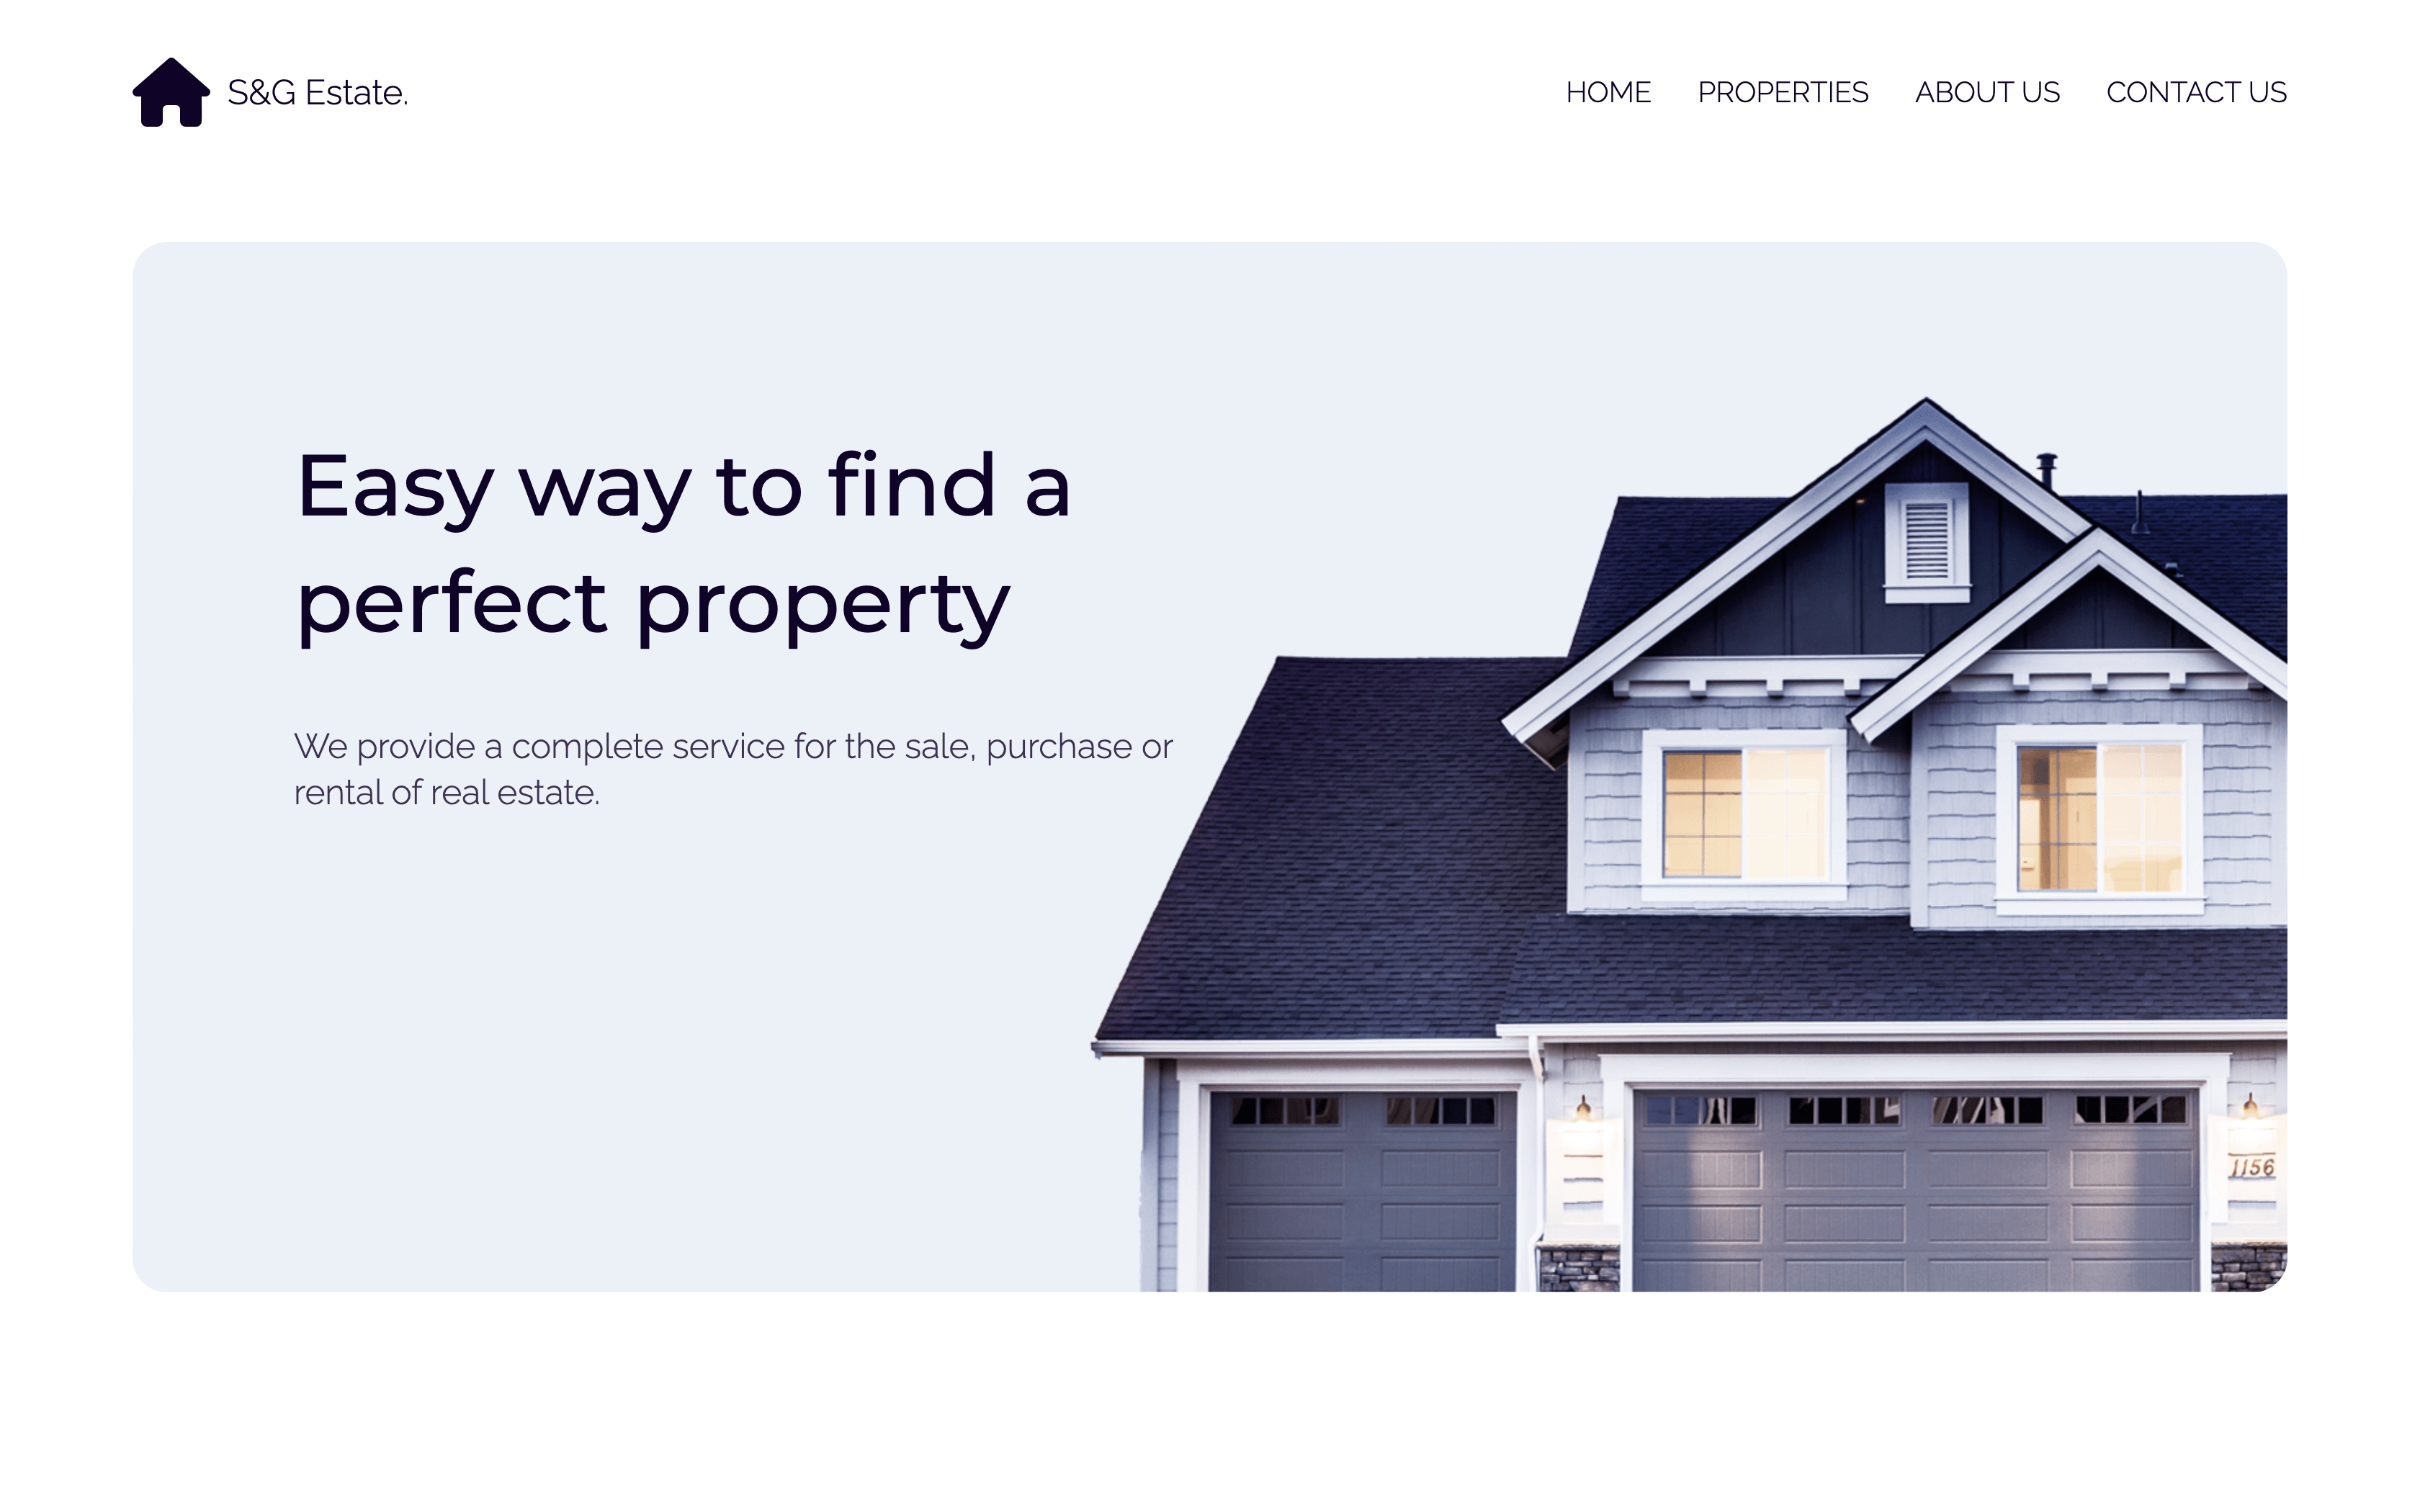 S&G Estate.
HOME PROPERTIES ABOUT US CONTACT US
Easy way to find a
perfect property
We provide a complete service for the sale, purchase or
rental of real estate.
1156